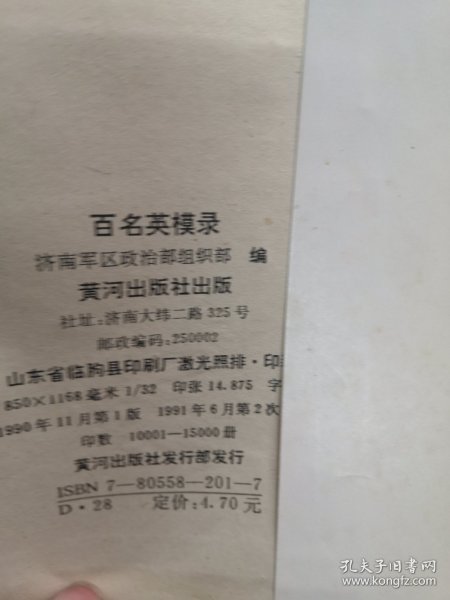 百名英模录
济南军区政治部组织部 编
黄河出版社出版
社址:济南大纬二路325号
邮政编码:250002
山东省临朐县印刷厂激光照排·印
850×1168毫米 1/32 印张 14.875 字
1990年11月第1版 1991年6月第2次
印数 10001—15000册
黄河出版社发行部发行
ISBN 7—80558—201—7
D·28 定价:4.70元
孔夫子旧书网
www.kongfz.com